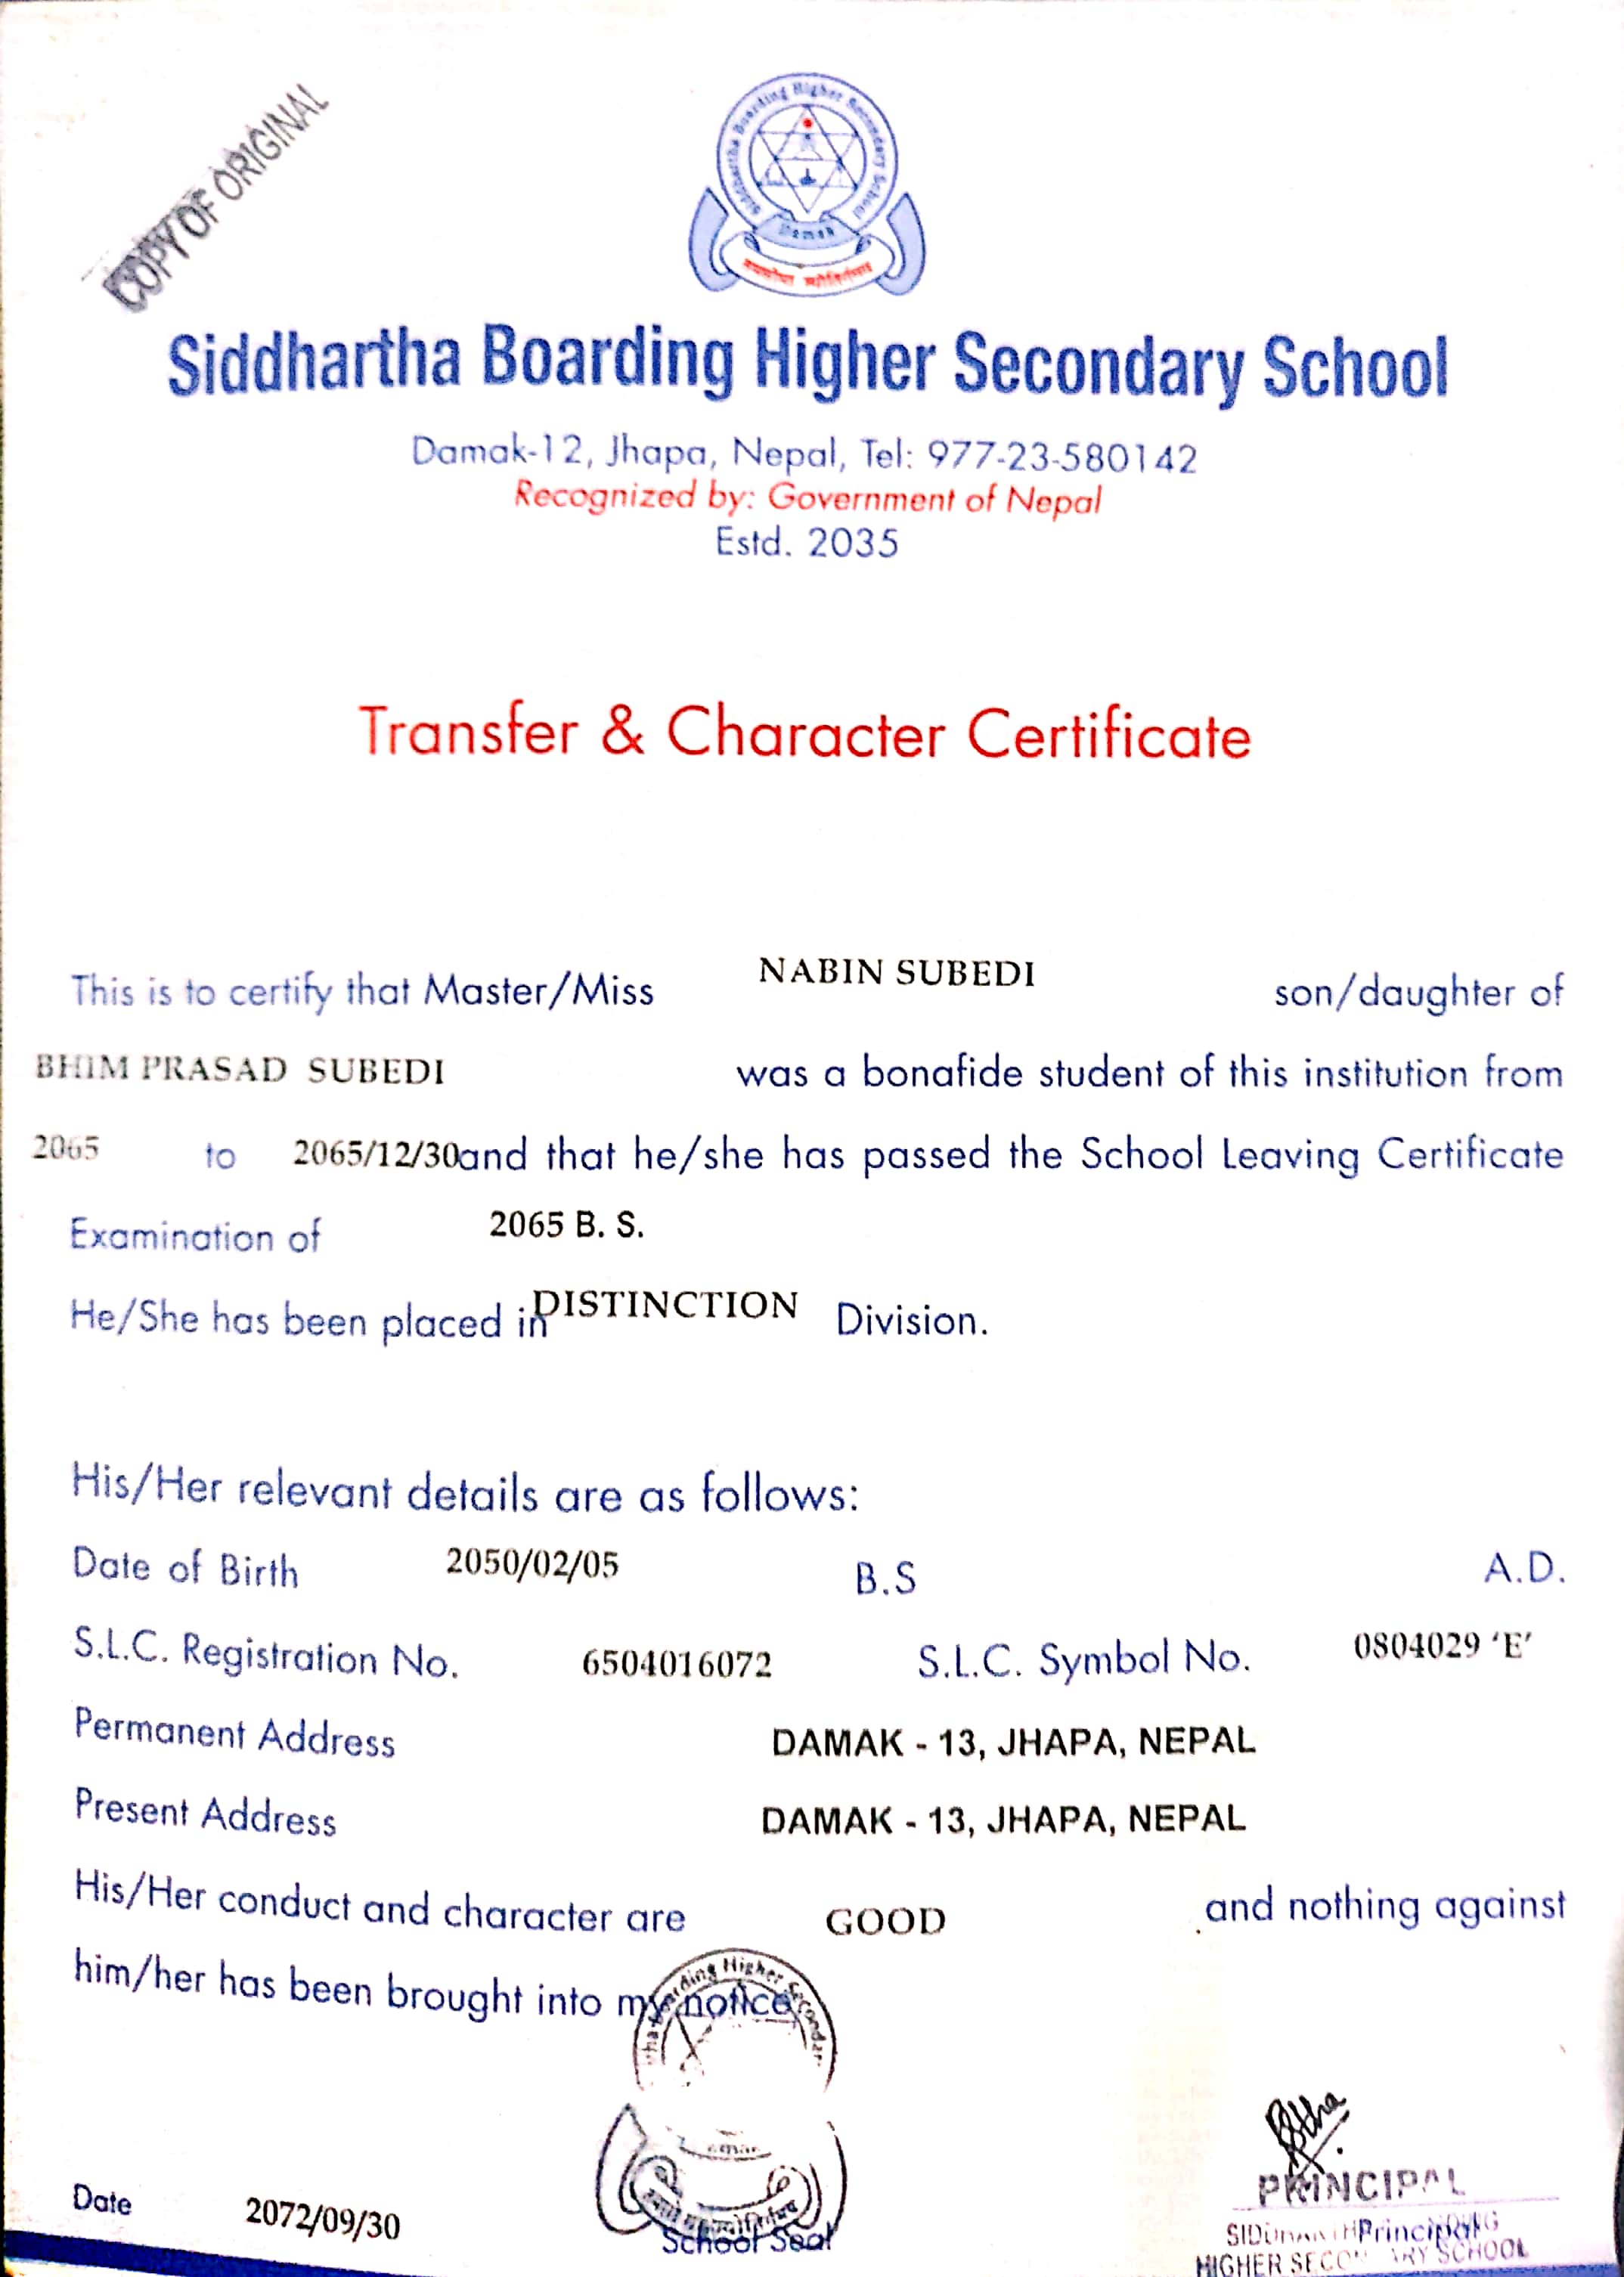 COPY OF ORIGINAL
Siddhartha Boarding Higher Secondary School
Damak
Siddhartha Boarding Higher Secondary School
Damak-12, Jhapa, Nepal, Tel: 977-23-580142
Recognized by: Government of Nepal
Estd. 2035
Transfer & Character Certificate
This is to certify that Master/Miss NABIN SUBEDI son/daughter of
BHIM PRASAD SUBEDI was a bonafide student of this institution from
2065 to 2065/12/30 and that he/she has passed the School Leaving Certificate
Examination of 2065 B. S.
He/She has been placed in DISTINCTION Division.
His/Her relevant details are as follows:
Date of Birth 2050/02/05 B.S A.D.
S.L.C. Registration No. 6504016072 S.L.C. Symbol No. 0804029 'E'
Permanent Address DAMAK - 13, JHAPA, NEPAL
Present Address DAMAK - 13, JHAPA, NEPAL
His/Her conduct and character are GOOD and nothing against
him/her has been brought into my notice
Boarding Higher
Date 2072/09/30
School Seal
PRINCIPAL
Principal
HIGHER SECONDARY SCHOOL